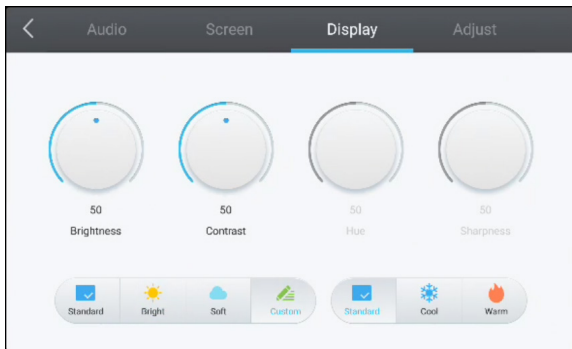 Audio Screen Display Adjust
50 50 50 50
Brightness Contrast Hue Sharpness
Standard Bright Soft Custom Standard Cool Warm